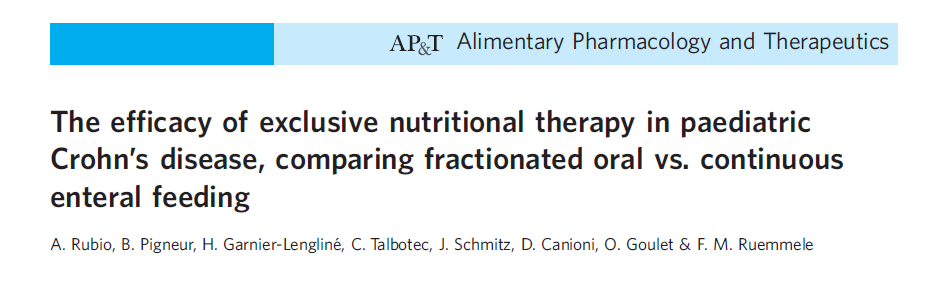 AP&T Alimentary Pharmacology and Therapeutics
The efficacy of exclusive nutritional therapy in paediatric
Crohn’s disease, comparing fractionated oral vs. continuous
enteral feeding
A. Rubio, B. Pigneur, H. Garnier-Lengliné, C. Talbotec, J. Schmitz, D. Canioni, O. Goulet & F. M. Ruemmele